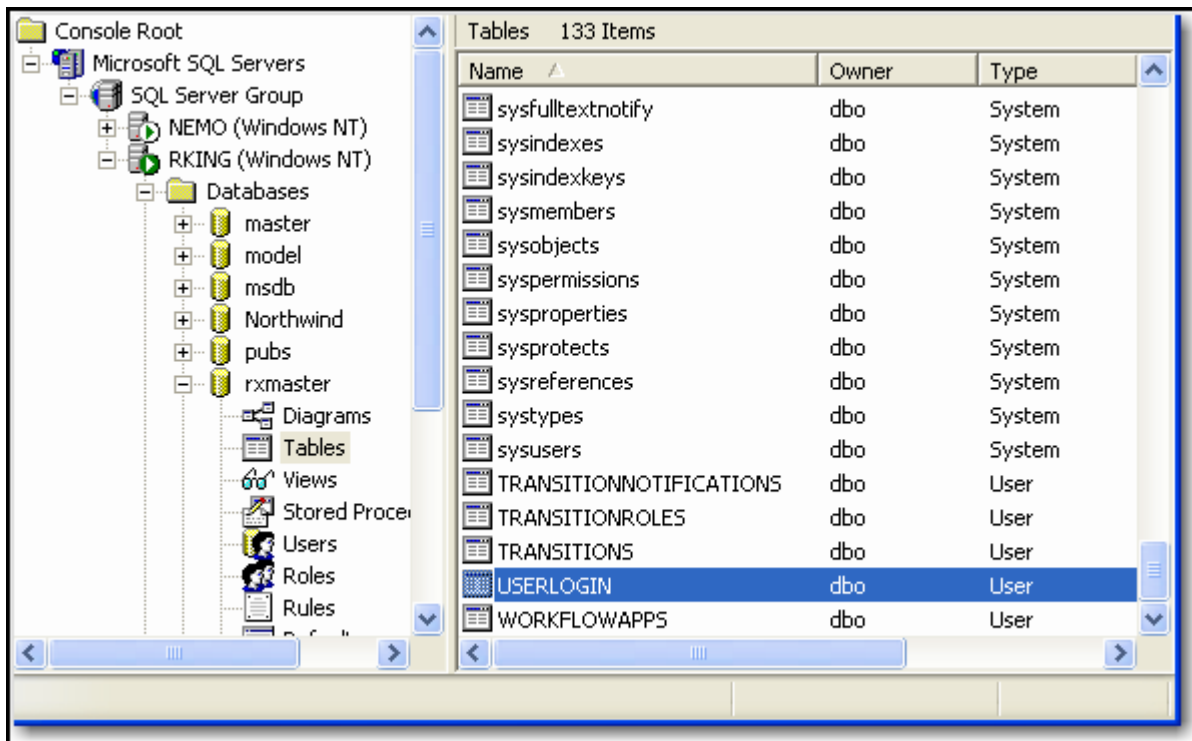 Console Root
Microsoft SQL Servers
SQL Server Group
NEMO (Windows NT)
RKING (Windows NT)
Databases
master
model
msdb
Northwind
pubs
rxmaster
Diagrams
Tables
Views
Stored Proce
Users
Roles
Rules
Tables 133 Items
Name Owner Type
sysfulltextnotify dbo System
sysindexes dbo System
sysindexkeys dbo System
sysmembers dbo System
sysobjects dbo System
syspermissions dbo System
sysproperties dbo System
sysprotects dbo System
sysreferences dbo System
systypes dbo System
sysusers dbo System
TRANSITIONNOTIFICATIONS dbo User
TRANSITIONROLES dbo User
TRANSITIONS dbo User
USERLOGIN dbo User
WORKFLOWAPPS dbo User